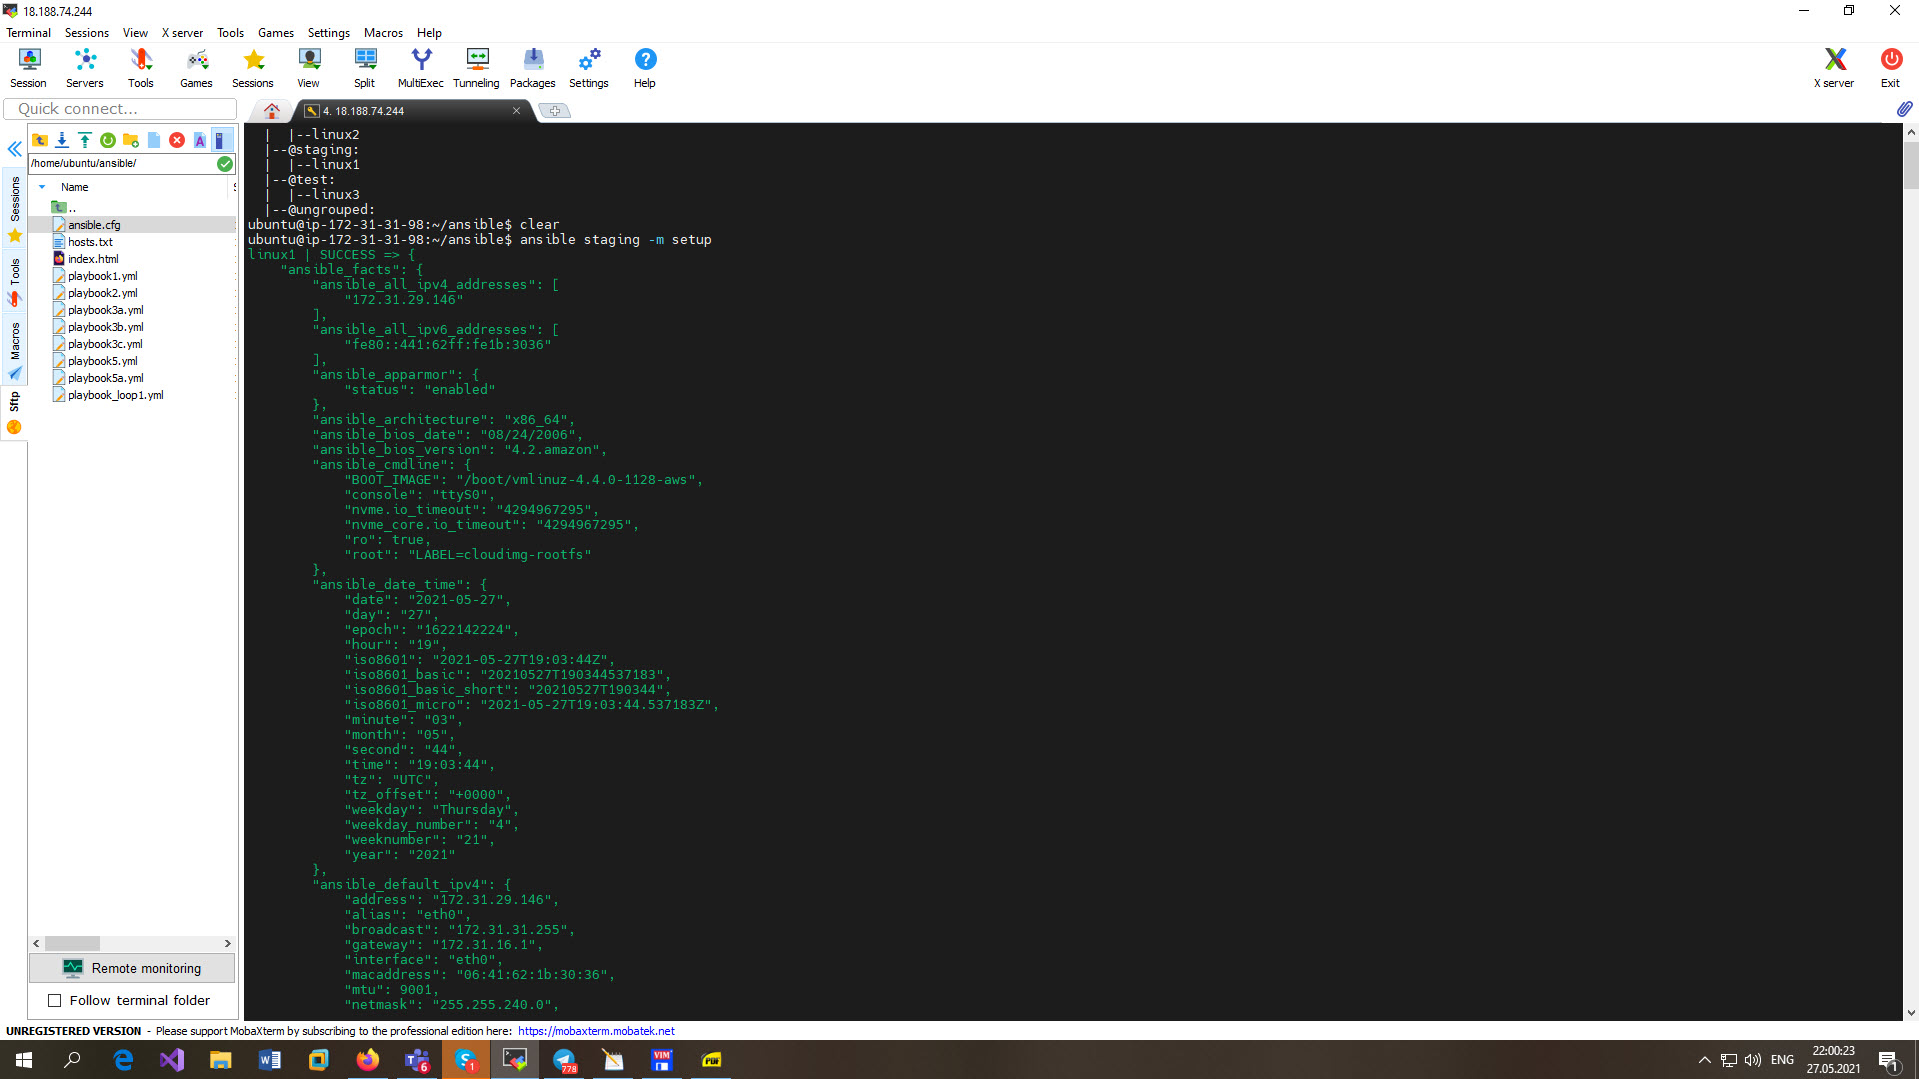 18.188.74.244
Terminal Sessions View X server Tools Games Settings Macros Help
Session Servers Tools Games Sessions View Split MultiExec Tunneling Packages Settings Help X server Exit
Quick connect...
4. 18.188.74.244
/home/ubuntu/ansible/
Name
..
ansible.cfg
hosts.txt
index.html
playbook1.yml
playbook2.yml
playbook3a.yml
playbook3b.yml
playbook3c.yml
playbook5.yml
playbook5a.yml
playbook_loop1.yml
Sessions
Tools
Macros
Sftp
Remote monitoring
Follow terminal folder
|  |--linux2
|--@staging:
|  |--linux1
|--@test:
|  |--linux3
|--@ungrouped:
ubuntu@ip-172-31-31-98:~/ansible$ clear
ubuntu@ip-172-31-31-98:~/ansible$ ansible staging -m setup
linux1 | SUCCESS => {
"ansible_facts": {
"ansible_all_ipv4_addresses": [
"172.31.29.146"
],
"ansible_all_ipv6_addresses": [
"fe80::441:62ff:fe1b:3036"
],
"ansible_apparmor": {
"status": "enabled"
},
"ansible_architecture": "x86_64",
"ansible_bios_date": "08/24/2006",
"ansible_bios_version": "4.2.amazon",
"ansible_cmdline": {
"BOOT_IMAGE": "/boot/vmlinuz-4.4.0-1128-aws",
"console": "ttyS0",
"nvme.io_timeout": "4294967295",
"nvme_core.io_timeout": "4294967295",
"ro": true,
"root": "LABEL=cloudimg-rootfs"
},
"ansible_date_time": {
"date": "2021-05-27",
"day": "27",
"epoch": "1622142224",
"hour": "19",
"iso8601": "2021-05-27T19:03:44Z",
"iso8601_basic": "20210527T190344537183",
"iso8601_basic_short": "20210527T190344",
"iso8601_micro": "2021-05-27T19:03:44.537183Z",
"minute": "03",
"month": "05",
"second": "44",
"time": "19:03:44",
"tz": "UTC",
"tz_offset": "+0000",
"weekday": "Thursday",
"weekday_number": "4",
"weeknumber": "21",
"year": "2021"
},
"ansible_default_ipv4": {
"address": "172.31.29.146",
"alias": "eth0",
"broadcast": "172.31.31.255",
"gateway": "172.31.16.1",
"interface": "eth0",
"macaddress": "06:41:62:1b:30:36",
"mtu": 9001,
"netmask": "255.255.240.0",
UNREGISTERED VERSION - Please support MobaXterm by subscribing to the professional edition here: https://mobaxterm.mobatek.net
6 1 778 VIM PDF
ENG
22:00:23
27.05.2021
1